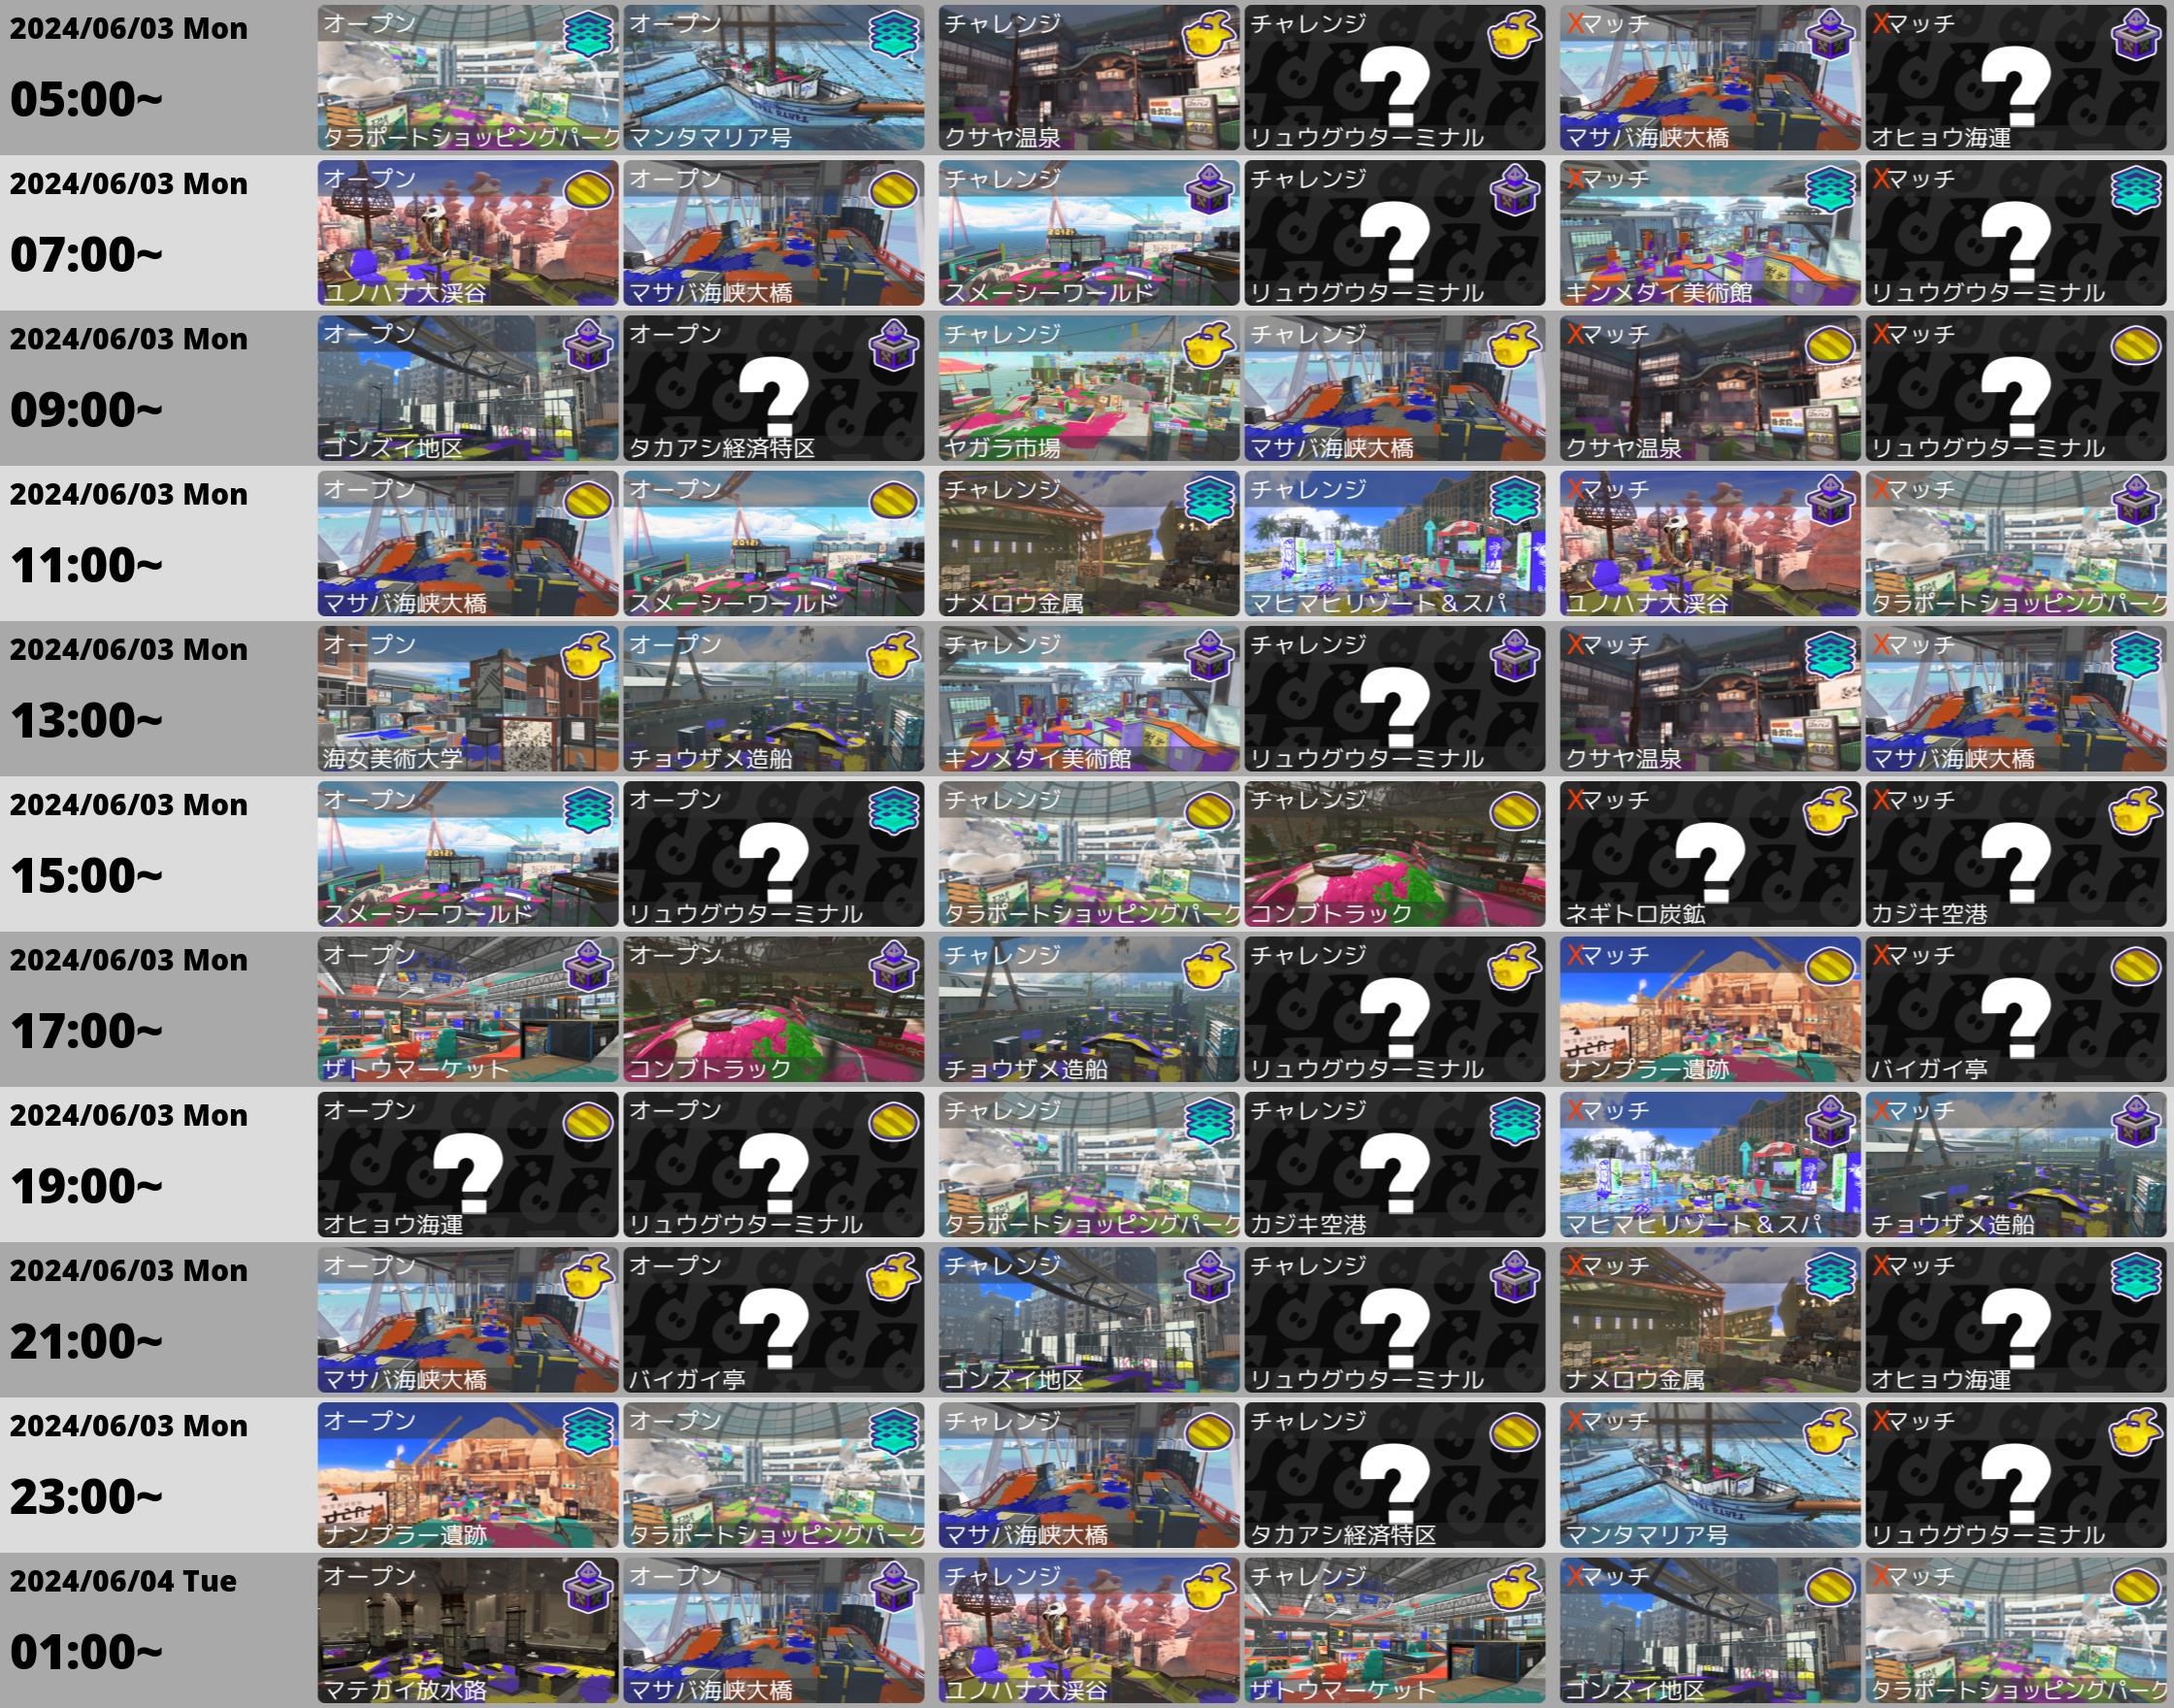 2024/06/03 Mon
05:00~
オープン
タラポートショッピングパーク
オープン
マンタマリア号
チャレンジ
クサヤ温泉
チャレンジ
リュウグウターミナル
Xマッチ
マサバ海峡大橋
Xマッチ
オヒョウ海運
2024/06/03 Mon
07:00~
オープン
ユノハナ大渓谷
オープン
マサバ海峡大橋
チャレンジ
スメーシーワールド
チャレンジ
リュウグウターミナル
Xマッチ
キンメダイ美術館
Xマッチ
リュウグウターミナル
2024/06/03 Mon
09:00~
オープン
ゴンズイ地区
オープン
タカアシ経済特区
チャレンジ
ヤガラ市場
チャレンジ
マサバ海峡大橋
Xマッチ
クサヤ温泉
Xマッチ
リュウグウターミナル
2024/06/03 Mon
11:00~
オープン
マサバ海峡大橋
オープン
スメーシーワールド
チャレンジ
ナメロウ金属
チャレンジ
マヒマヒリゾート&スパ
Xマッチ
ユノハナ大渓谷
Xマッチ
タラポートショッピングパーク
2024/06/03 Mon
13:00~
オープン
海女美術大学
オープン
チョウザメ造船
チャレンジ
キンメダイ美術館
チャレンジ
リュウグウターミナル
Xマッチ
クサヤ温泉
Xマッチ
マサバ海峡大橋
2024/06/03 Mon
15:00~
オープン
スメーシーワールド
オープン
リュウグウターミナル
チャレンジ
タラポートショッピングパーク
チャレンジ
コンブトラック
Xマッチ
ネギトロ炭鉱
Xマッチ
カジキ空港
2024/06/03 Mon
17:00~
オープン
ザトウマーケット
オープン
コンブトラック
チャレンジ
チョウザメ造船
チャレンジ
リュウグウターミナル
Xマッチ
ナンプラー遺跡
Xマッチ
バイガイ亭
2024/06/03 Mon
19:00~
オープン
オヒョウ海運
オープン
リュウグウターミナル
チャレンジ
タラポートショッピングパーク
チャレンジ
カジキ空港
Xマッチ
マヒマヒリゾート&スパ
Xマッチ
チョウザメ造船
2024/06/03 Mon
21:00~
オープン
マサバ海峡大橋
オープン
バイガイ亭
チャレンジ
ゴンズイ地区
チャレンジ
リュウグウターミナル
Xマッチ
ナメロウ金属
Xマッチ
オヒョウ海運
2024/06/03 Mon
23:00~
オープン
ナンプラー遺跡
オープン
タラポートショッピングパーク
チャレンジ
マサバ海峡大橋
チャレンジ
タカアシ経済特区
Xマッチ
マンタマリア号
Xマッチ
リュウグウターミナル
2024/06/04 Tue
01:00~
オープン
マテガイ放水路
オープン
マサバ海峡大橋
チャレンジ
ユノハナ大渓谷
チャレンジ
ザトウマーケット
Xマッチ
ゴンズイ地区
Xマッチ
タラポートショッピングパーク